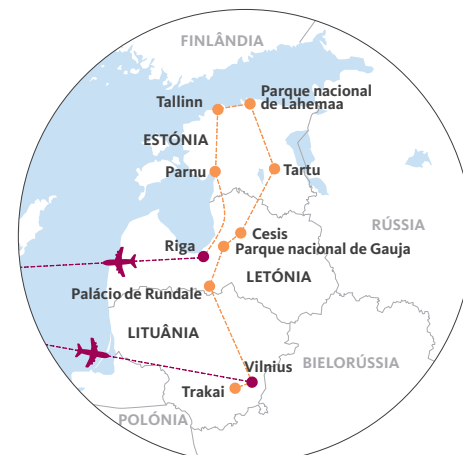 FINLÂNDIA
Parque nacional
de Lahemaa
Tallinn
ESTÓNIA
Parnu
Tartu
RÚSSIA
Cesis
Riga
Parque nacional de Gauja
LETÓNIA
Palácio de Rundale
LITUÂNIA
BIELORÚSSIA
Vilnius
Trakai
POLÓNIA